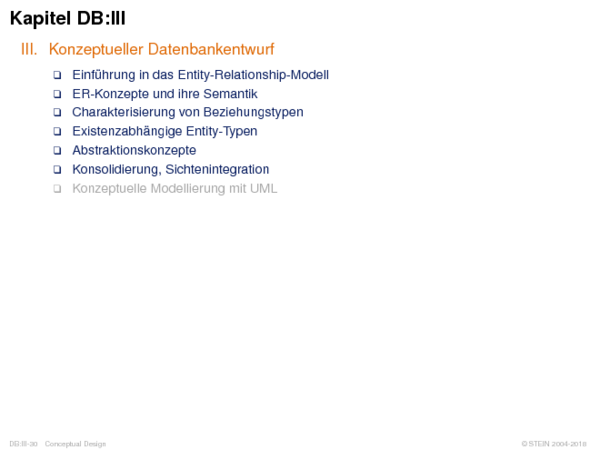 Kapitel DB:III
III. Konzeptueller Datenbankentwurf
❑ Einführung in das Entity-Relationship-Modell
❑ ER-Konzepte und ihre Semantik
❑ Charakterisierung von Beziehungstypen
❑ Existenzabhängige Entity-Typen
❑ Abstraktionskonzepte
❑ Konsolidierung, Sichtenintegration
❑ Konzeptuelle Modellierung mit UML
DB:III-30 Conceptual Design
© STEIN 2004-2018